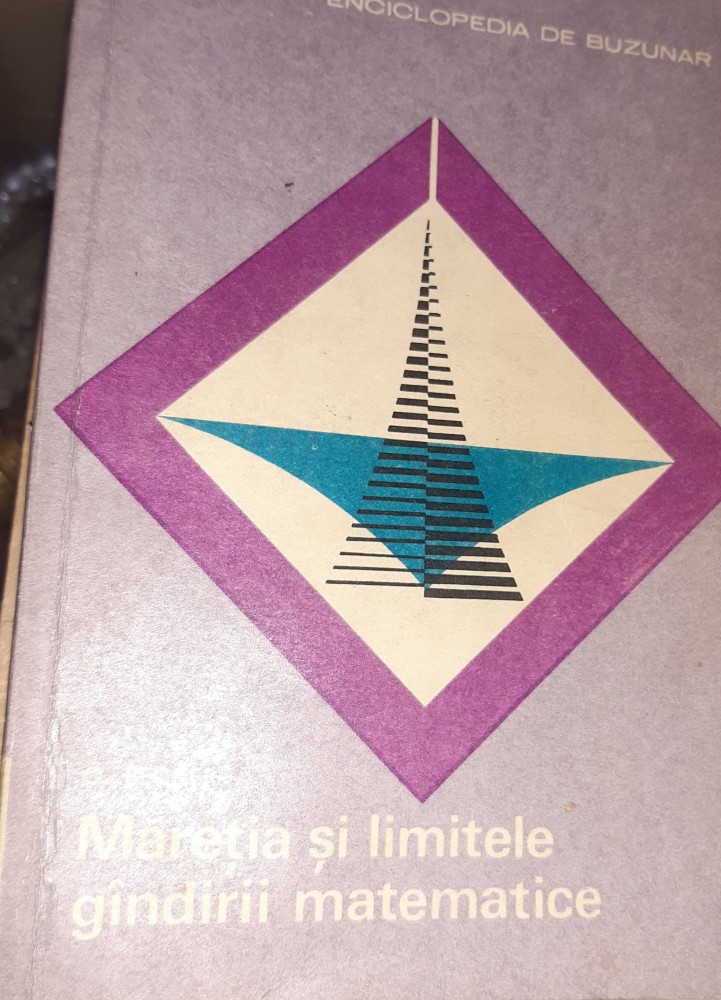 ENCICLOPEDIA DE BUZUNAR
Măreția și limitele
gîndirii matematice